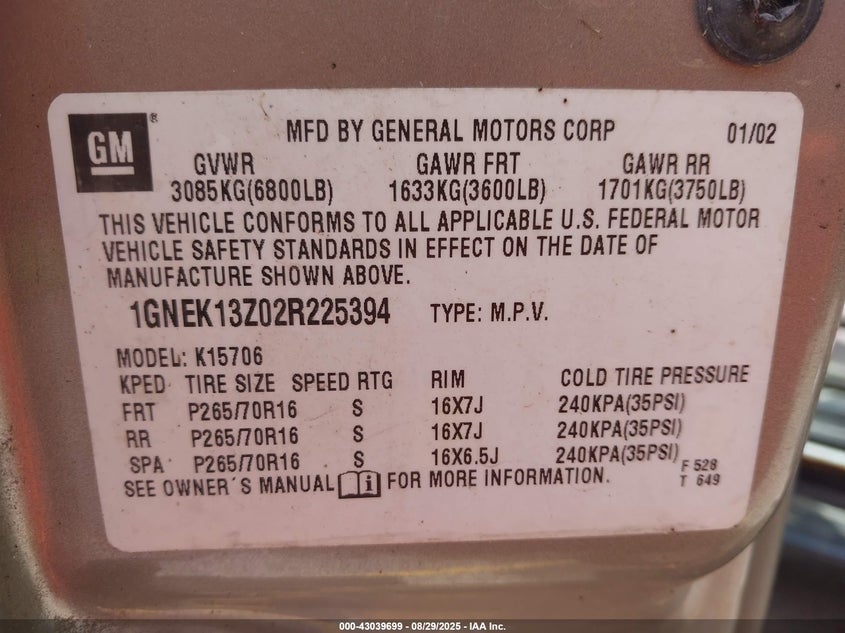 GM ® MFD BY GENERAL MOTORS CORP 01/02
GVWR GAWR FRT GAWR RR
3085KG(6800LB) 1633KG(3600LB) 1701KG(3750LB)
THIS VEHICLE CONFORMS TO ALL APPLICABLE U.S. FEDERAL MOTOR
VEHICLE SAFETY STANDARDS IN EFFECT ON THE DATE OF
MANUFACTURE SHOWN ABOVE.
1GNEK13Z02R225394 TYPE: M.P.V.
MODEL: K15706
KPED TIRE SIZE SPEED RTG RIM COLD TIRE PRESSURE
FRT P265/70R16 S 16X7J 240KPA(35PSI)
RR P265/70R16 S 16X7J 240KPA(35PSI)
SPA P265/70R16 S 16X6.5J 240KPA(35PSI)
F 528
SEE OWNER´S MANUAL i FOR MORE INFORMATION. T 649
000-43039699 - 08/29/2025 - IAA Inc.